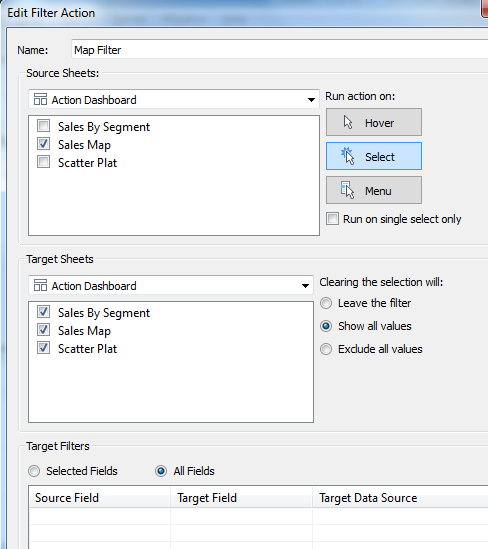 Edit Filter Action
Name: Map Filter
Source Sheets:
Action Dashboard
Sales By Segment
Sales Map
Scatter Plat
Run action on:
Hover
Select
Menu
Run on single select only
Target Sheets
Action Dashboard
Sales By Segment
Sales Map
Scatter Plat
Clearing the selection will:
Leave the filter
Show all values
Exclude all values
Target Filters
Selected Fields All Fields
Source Field Target Field Target Data Source